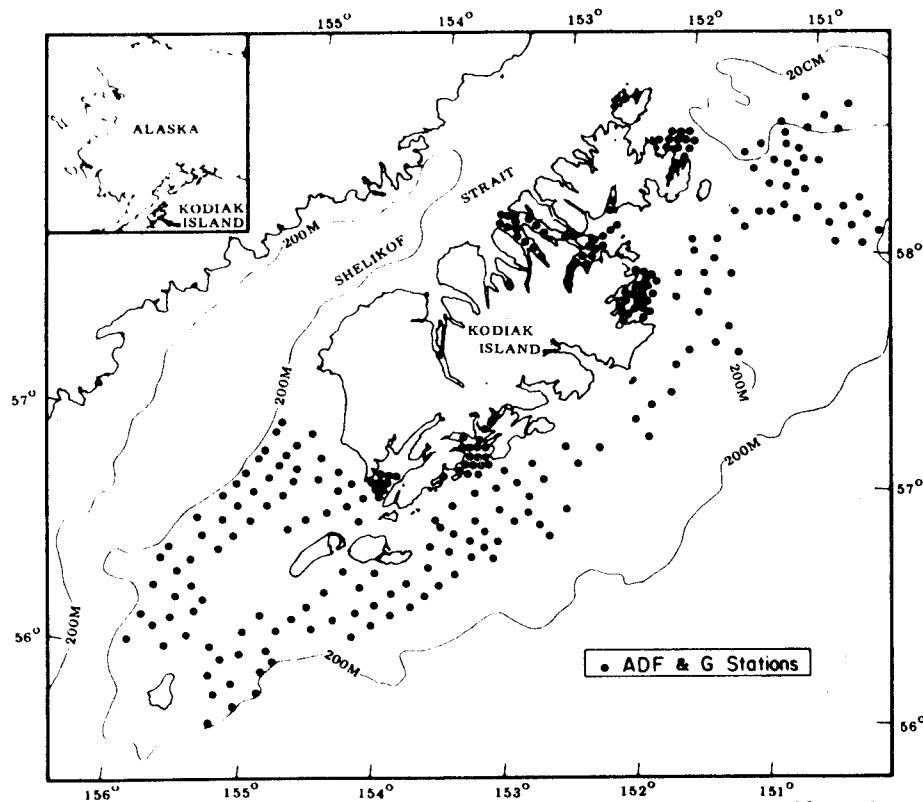 155° 154° 153° 152° 151°
20CM
ALASKA
KODIAK
ISLAND
STRAIT
SHELIKOF
200M
58°
KODIAK
ISLAND
200M
57°
200M
200M
57°
200M
56°
200M
ADF & G Stations
56°
156° 155° 154° 153° 152° 151°